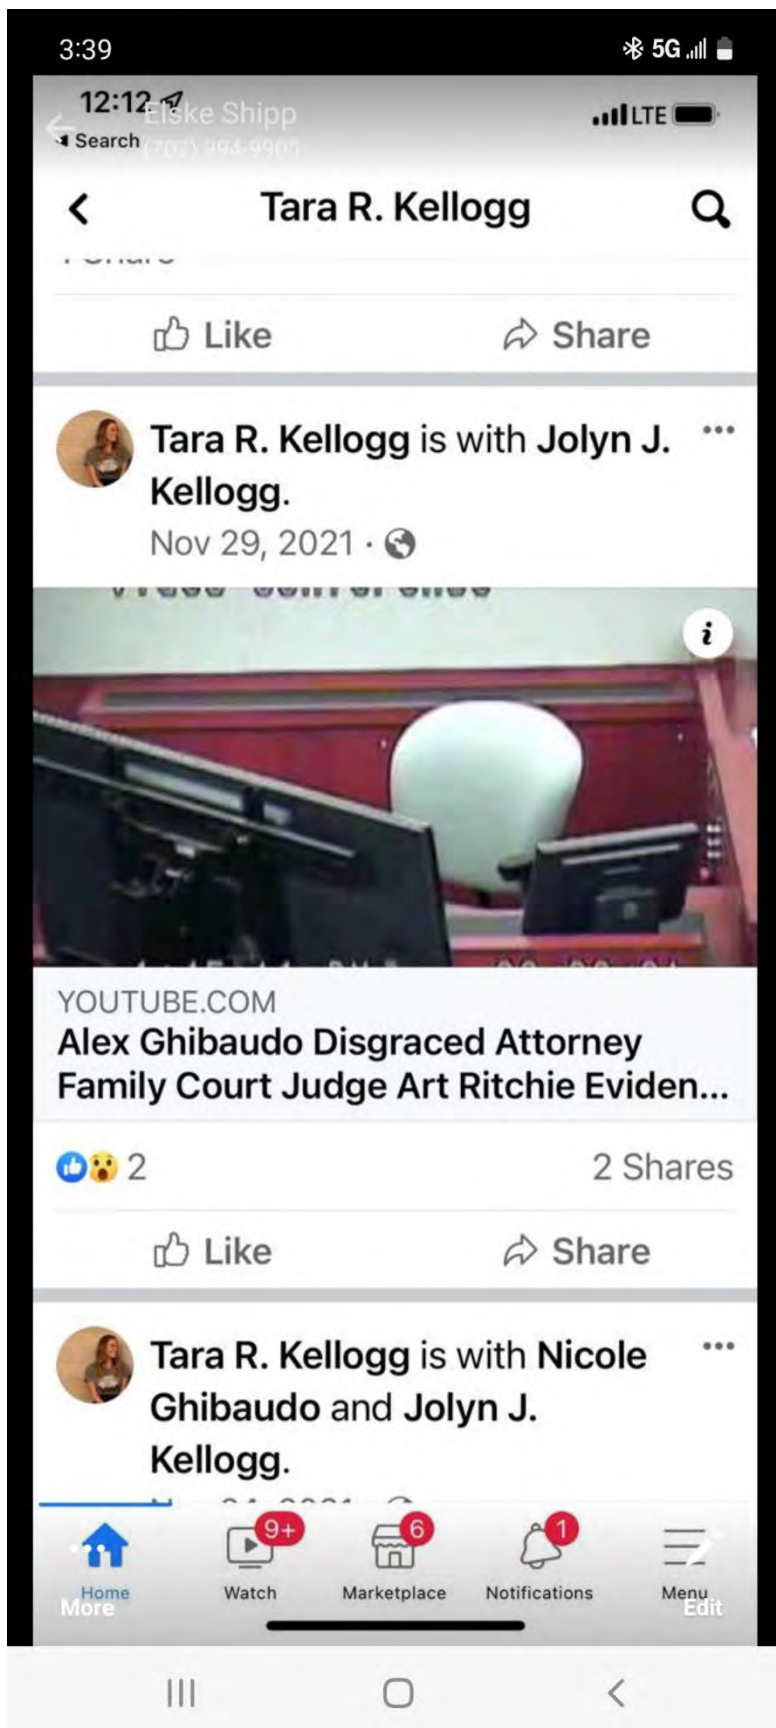 3:39
5G
12:12
Elske Shipp
LTE
Search
Tara R. Kellogg
1 Share
Like
Share
Tara R. Kellogg is with Jolyn J.
Kellogg.
Nov 29, 2021 ·
YOUTUBE.COM
Alex Ghibaudo Disgraced Attorney
Family Court Judge Art Ritchie Eviden...
2
2 Shares
Like
Share
Tara R. Kellogg is with Nicole
Ghibaudo and Jolyn J.
Kellogg.
9+
6
1
Home
Watch
Marketplace
Notifications
Menu
More
Edit